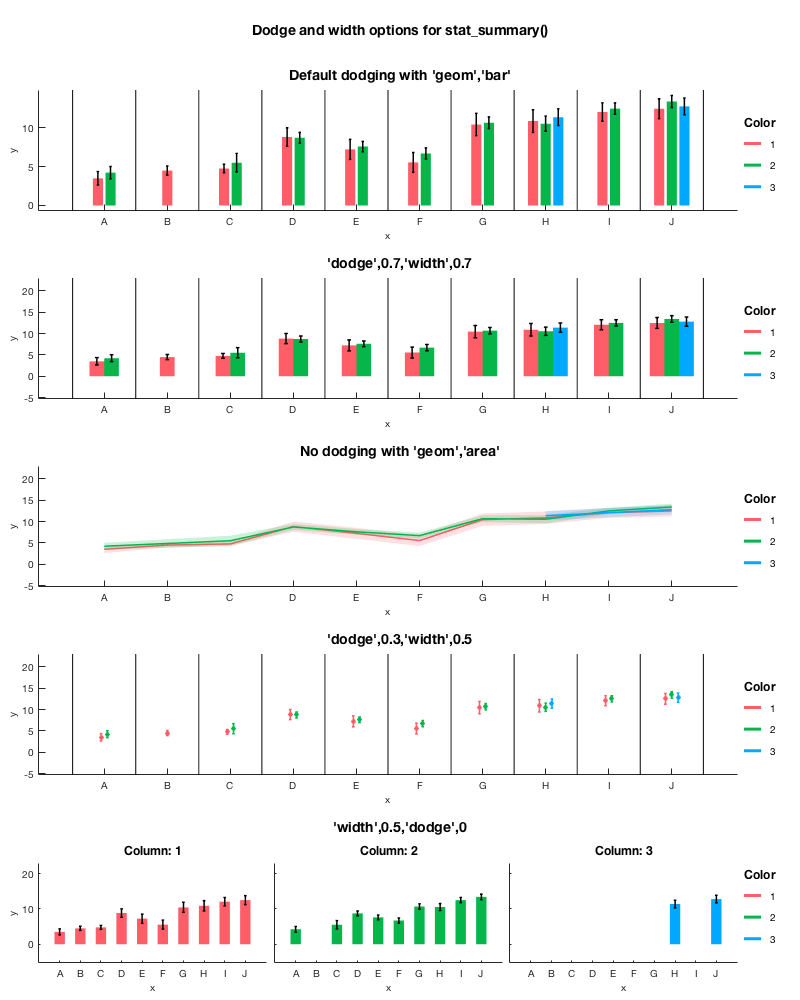 Dodge and width options for stat_summary()
Default dodging with 'geom','bar'
10
5
0
y
A B C D E F G H I J
x
Color
1
2
3
'dodge',0.7,'width',0.7
20
15
10
5
0
-5
y
A B C D E F G H I J
x
Color
1
2
3
No dodging with 'geom','area'
20
15
10
5
0
-5
y
A B C D E F G H I J
x
Color
1
2
3
'dodge',0.3,'width',0.5
20
15
10
5
0
-5
y
A B C D E F G H I J
x
Color
1
2
3
'width',0.5,'dodge',0
Column: 1 Column: 2 Column: 3
20
10
0
y
A B C D E F G H I J A B C D E F G H I J A B C D E F G H I J
x x x
Color
1
2
3